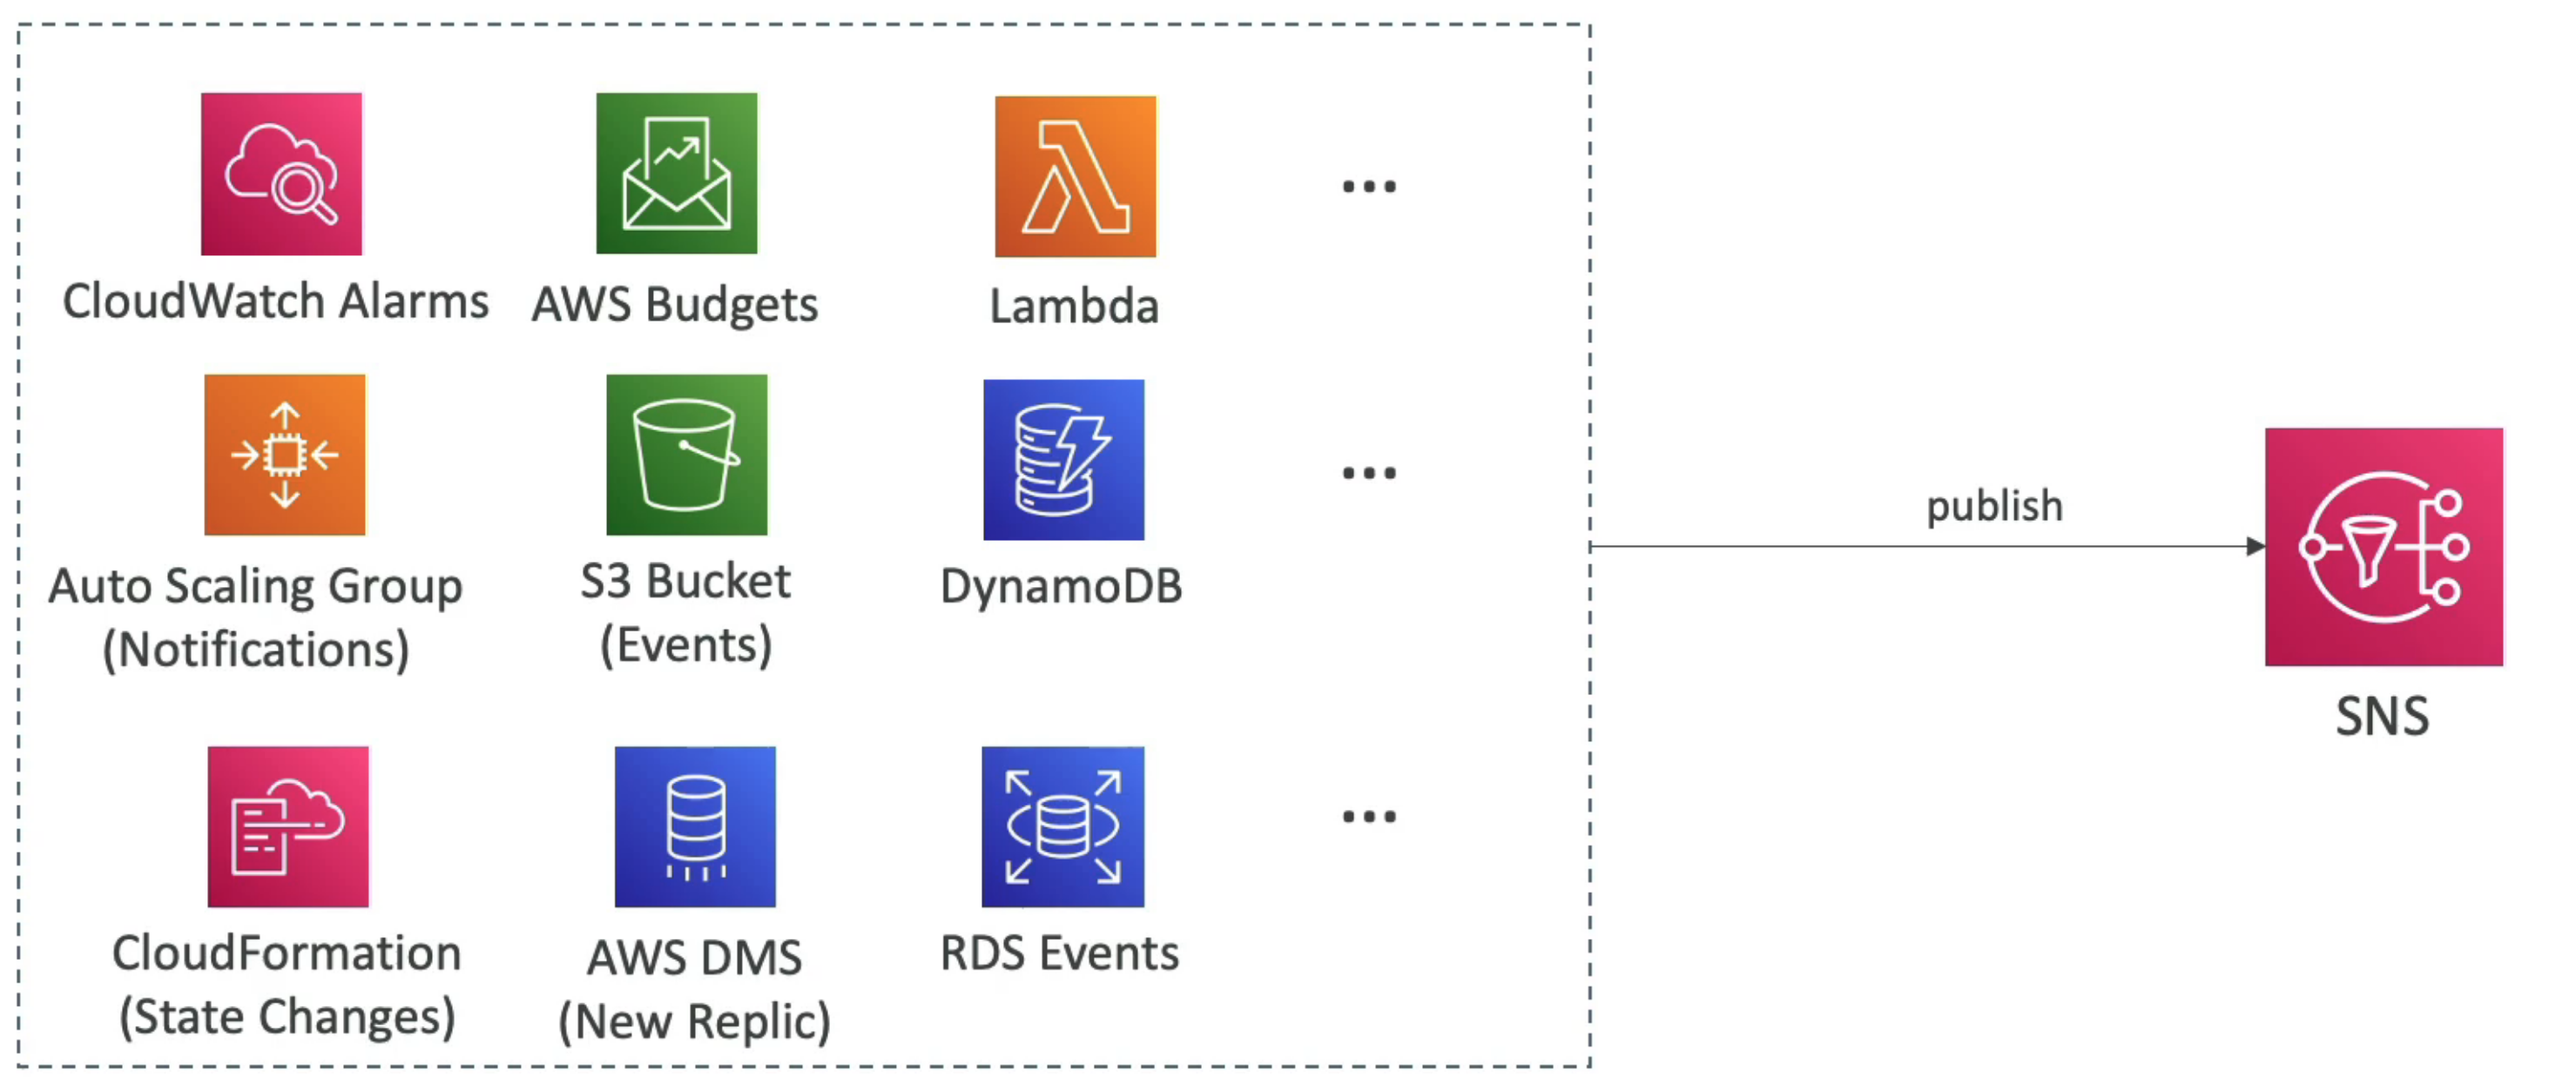 CloudWatch Alarms
AWS Budgets
Lambda
...
Auto Scaling Group
(Notifications)
S3 Bucket
(Events)
DynamoDB
...
publish
SNS
CloudFormation
(State Changes)
AWS DMS
(New Replic)
RDS Events
...